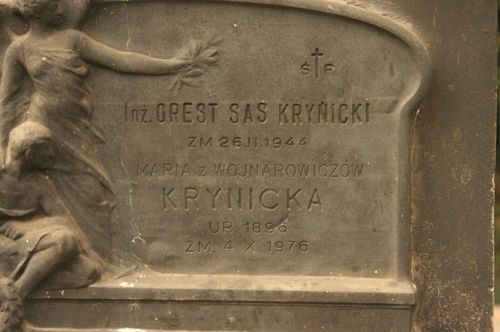 Ś P
Inż. OREST SAS KRYNICKI
ZM. 26 II 1944
MARIA z WOJNAROWICZÓW
KRYNICKA
UR. 1896
ZM. 4 X 1976